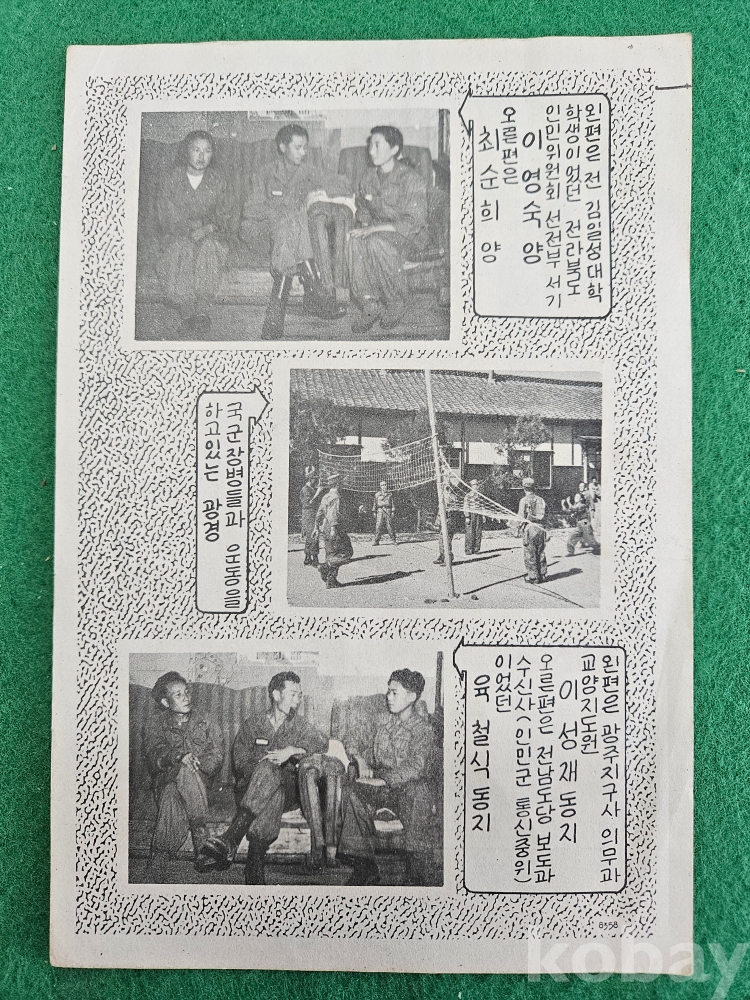 왼편은 전 김일성대학
학생이었던 전라북도
인민위원회 선전부 서기
이영숙 양
오른편은
최순희 양
국군장병들과 운동을
하고있는 광경
왼편은 광주지구사 의무과
교양지도원
이성재동지
오른편은 전남도당 보도과
수신사(인민군 통신중위)
이었던
육철식동지
8358
kobay